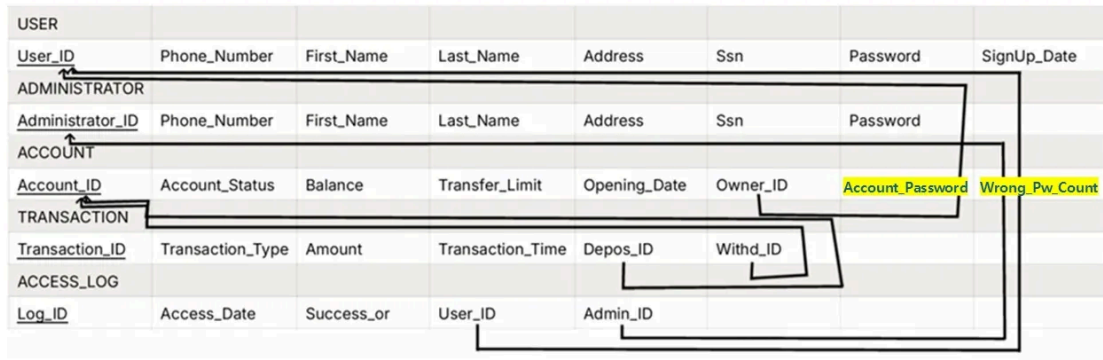 USER
User_ID Phone_Number First_Name Last_Name Address Ssn Password SignUp_Date
ADMINISTRATOR
Administrator_ID Phone_Number First_Name Last_Name Address Ssn Password
ACCOUNT
Account_ID Account_Status Balance Transfer_Limit Opening_Date Owner_ID Account_Password Wrong_Pw_Count
TRANSACTION
Transaction_ID Transaction_Type Amount Transaction_Time Depos_ID Withd_ID
ACCESS_LOG
Log_ID Access_Date Success_or User_ID Admin_ID